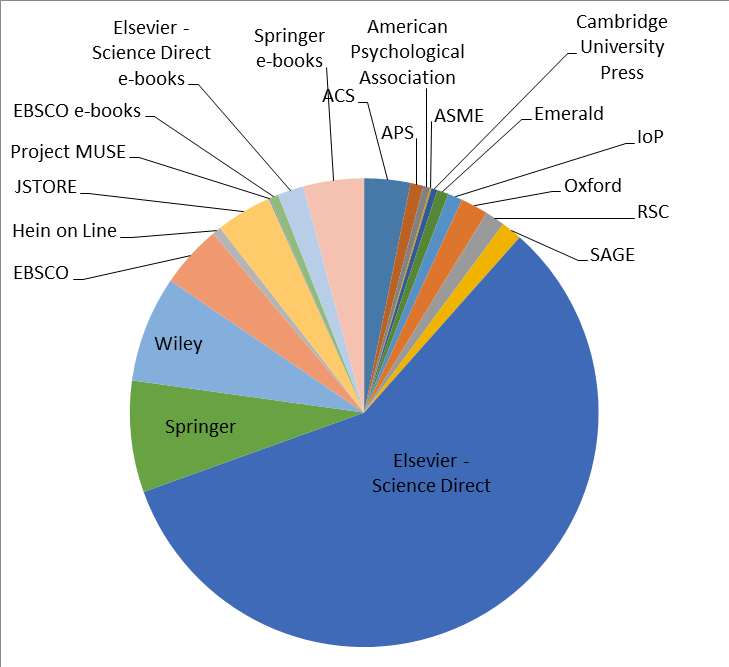 Elsevier -
Science Direct
e-books
Springer
e-books
American
Psychological
Association
Cambridge
University
Press
ACS
APS
ASME
Emerald
EBSCO e-books
IoP
Project MUSE
Oxford
JSTORE
RSC
Hein on Line
SAGE
EBSCO
Wiley
Springer
Elsevier -
Science Direct